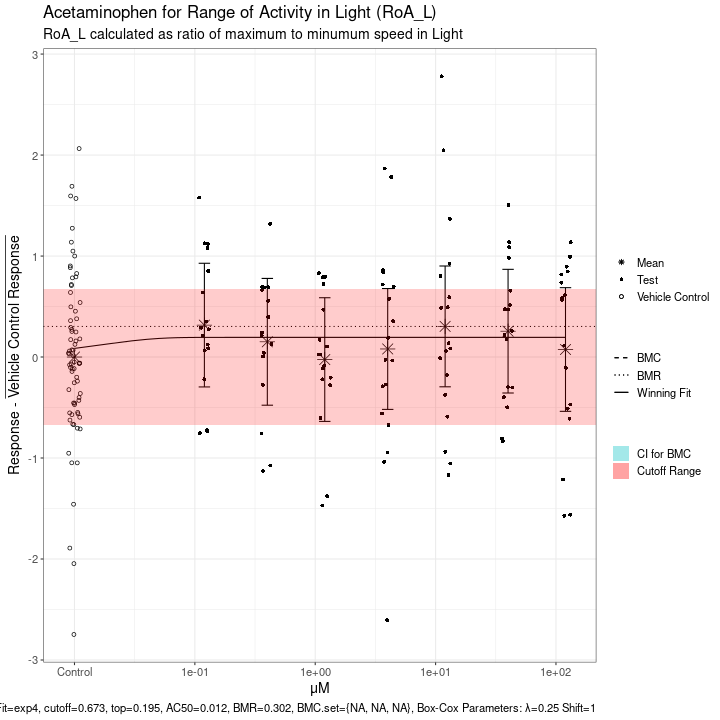 Acetaminophen for Range of Activity in Light (RoA_L)
RoA_L calculated as ratio of maximum to minumum speed in Light
Response - Vehicle Control Response
3
2
1
0
-1
-2
-3
Control
1e-01
1e+00
1e+01
1e+02
µM
Mean
Test
Vehicle Control
BMC
BMR
Winning Fit
CI for BMC
Cutoff Range
Fit=exp4, cutoff=0.673, top=0.195, AC50=0.012, BMR=0.302, BMC.set={NA, NA, NA}, Box-Cox Parameters: λ=0.25 Shift=1